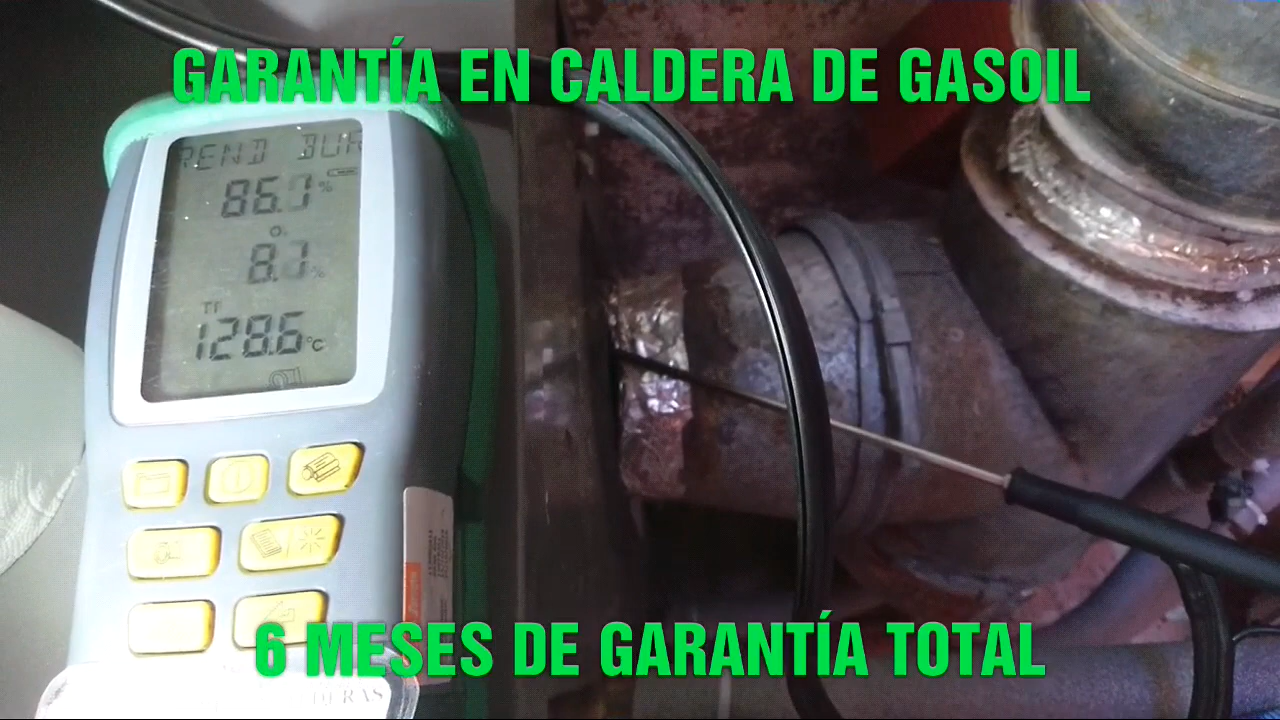 GARANTÍA EN CALDERA DE GASOIL
REND BUR
86.1 %
O₂
8.1 %
Tf
128.6 °C
6 MESES DE GARANTÍA TOTAL